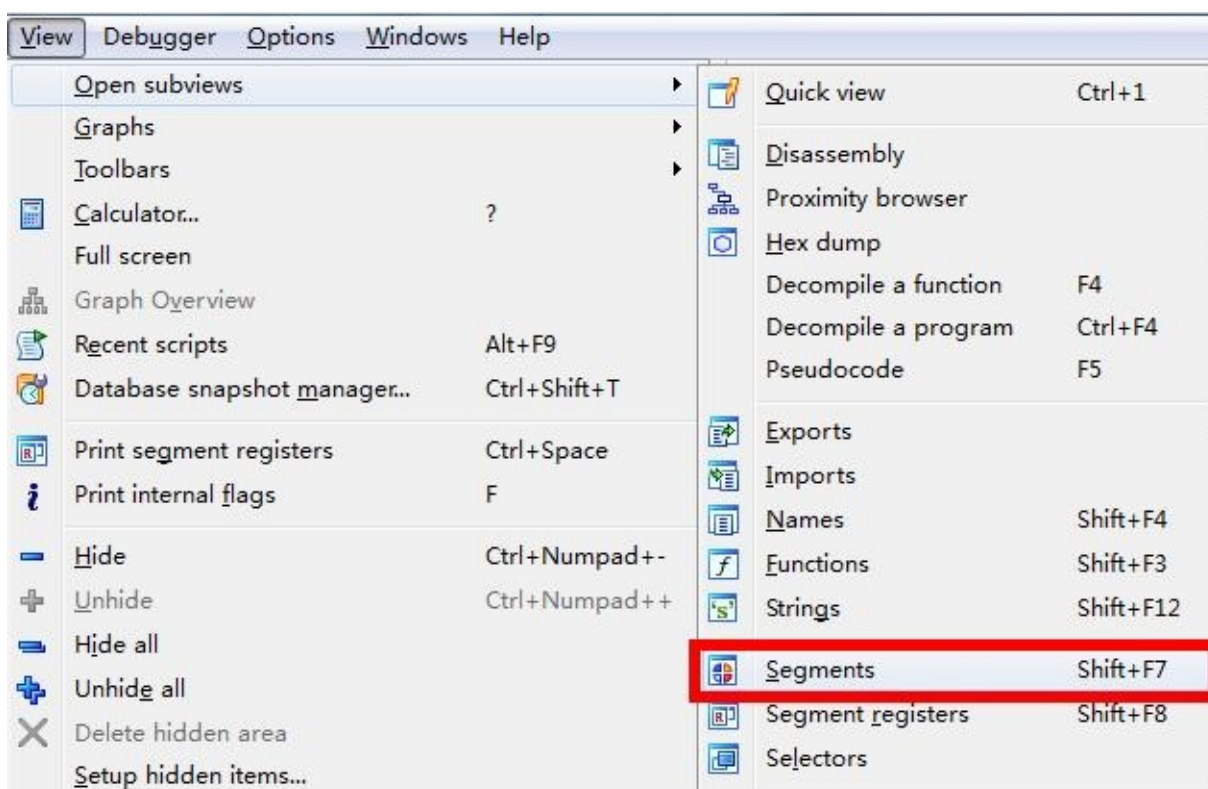 View Debugger Options Windows Help
Open subviews
Graphs
Toolbars
Calculator... ?
Full screen
Graph Overview
Recent scripts Alt+F9
Database snapshot manager... Ctrl+Shift+T
Print segment registers Ctrl+Space
Print internal flags F
Hide Ctrl+Numpad+-
Unhide Ctrl+Numpad++
Hide all
Unhide all
Delete hidden area
Setup hidden items...
Quick view Ctrl+1
Disassembly
Proximity browser
Hex dump
Decompile a function F4
Decompile a program Ctrl+F4
Pseudocode F5
Exports
Imports
Names Shift+F4
Functions Shift+F3
Strings Shift+F12
Segments Shift+F7
Segment registers Shift+F8
Selectors